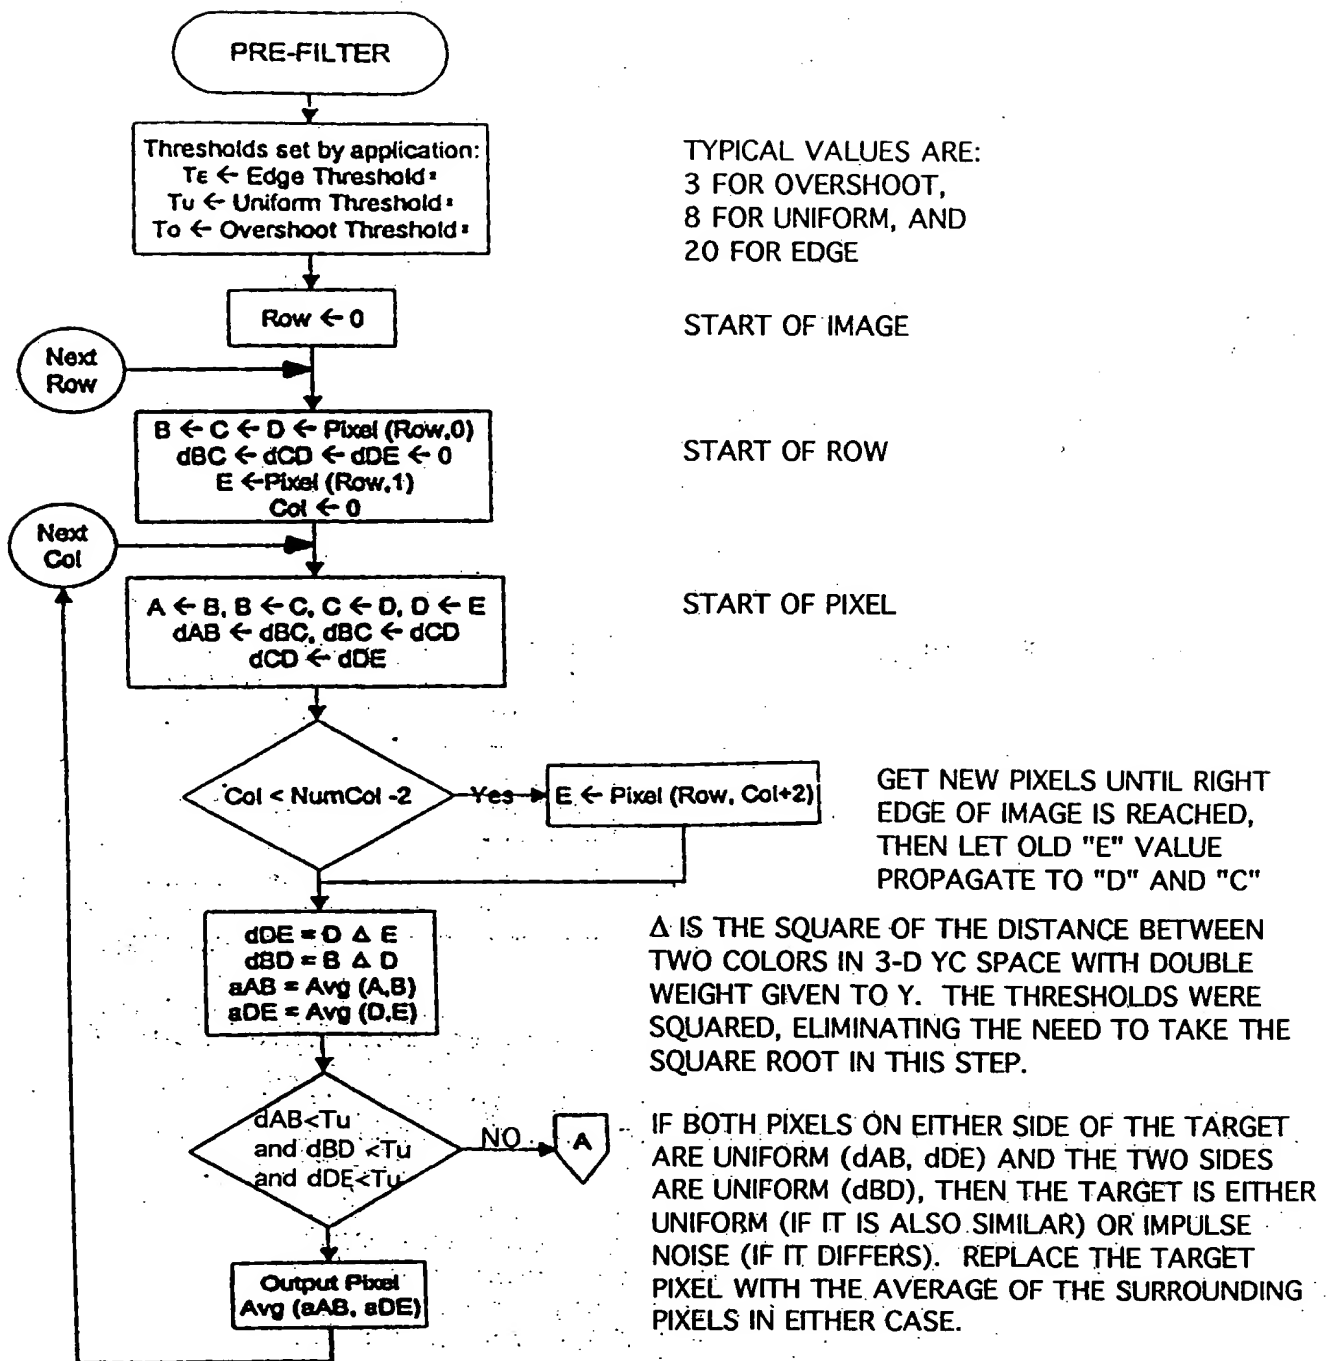 PRE-FILTER
Thresholds set by application:
TE ← Edge Threshold²
Tu ← Uniform Threshold²
To ← Overshoot Threshold²
TYPICAL VALUES ARE:
3 FOR OVERSHOOT,
8 FOR UNIFORM, AND
20 FOR EDGE
Row ← 0
START OF IMAGE
Next
Row
B ← C ← D ← Pixel (Row,0)
dBC ← dCD ← dDE ← 0
E ← Pixel (Row,1)
Col ← 0
START OF ROW
Next
Col
A ← B, B ← C, C ← D, D ← E
dAB ← dBC, dBC ← dCD
dCD ← dDE
START OF PIXEL
Col < NumCol -2
Yes
E ← Pixel (Row, Col+2)
GET NEW PIXELS UNTIL RIGHT
EDGE OF IMAGE IS REACHED,
THEN LET OLD "E" VALUE
PROPAGATE TO "D" AND "C"
dDE = D Δ E
dBD = B Δ D
aAB = Avg (A,B)
aDE = Avg (D,E)
Δ IS THE SQUARE OF THE DISTANCE BETWEEN
TWO COLORS IN 3-D YC SPACE WITH DOUBLE
WEIGHT GIVEN TO Y. THE THRESHOLDS WERE
SQUARED, ELIMINATING THE NEED TO TAKE THE
SQUARE ROOT IN THIS STEP.
dAB<Tu
and dBD <Tu
and dDE<Tu
NO
A
IF BOTH PIXELS ON EITHER SIDE OF THE TARGET
ARE UNIFORM (dAB, dDE) AND THE TWO SIDES
ARE UNIFORM (dBD), THEN THE TARGET IS EITHER
UNIFORM (IF IT IS ALSO SIMILAR) OR IMPULSE
NOISE (IF IT DIFFERS). REPLACE THE TARGET
PIXEL WITH THE AVERAGE OF THE SURROUNDING
PIXELS IN EITHER CASE.
Output Pixel
Avg (aAB, aDE)